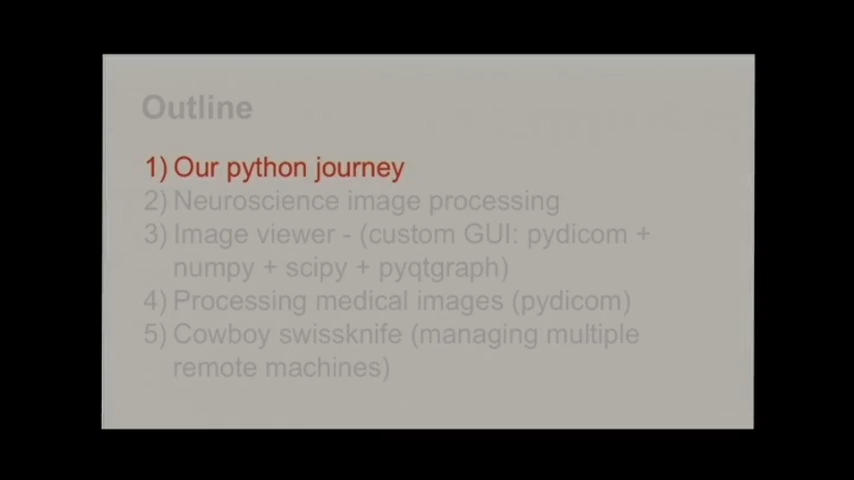 Outline
1) Our python journey
2) Neuroscience image processing
3) Image viewer - (custom GUI: pydicom +
numpy + scipy + pyqtgraph)
4) Processing medical images (pydicom)
5) Cowboy swissknife (managing multiple
remote machines)